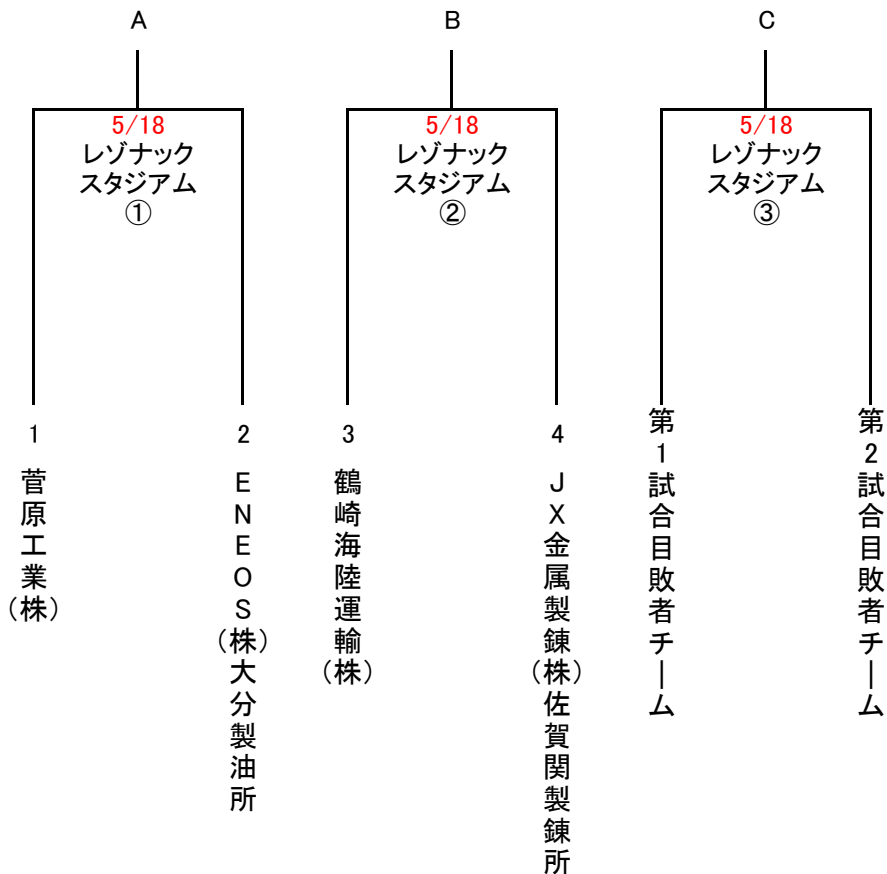 A
5/18
レゾナック
スタジアム
①
1
菅原工業(株)
2
ENEOS(株)大分製油所
B
5/18
レゾナック
スタジアム
②
3
鶴崎海陸運輸(株)
4
JX金属製錬(株)佐賀関製錬所
C
5/18
レゾナック
スタジアム
③
第1試合目敗者チーム
第2試合目敗者チーム